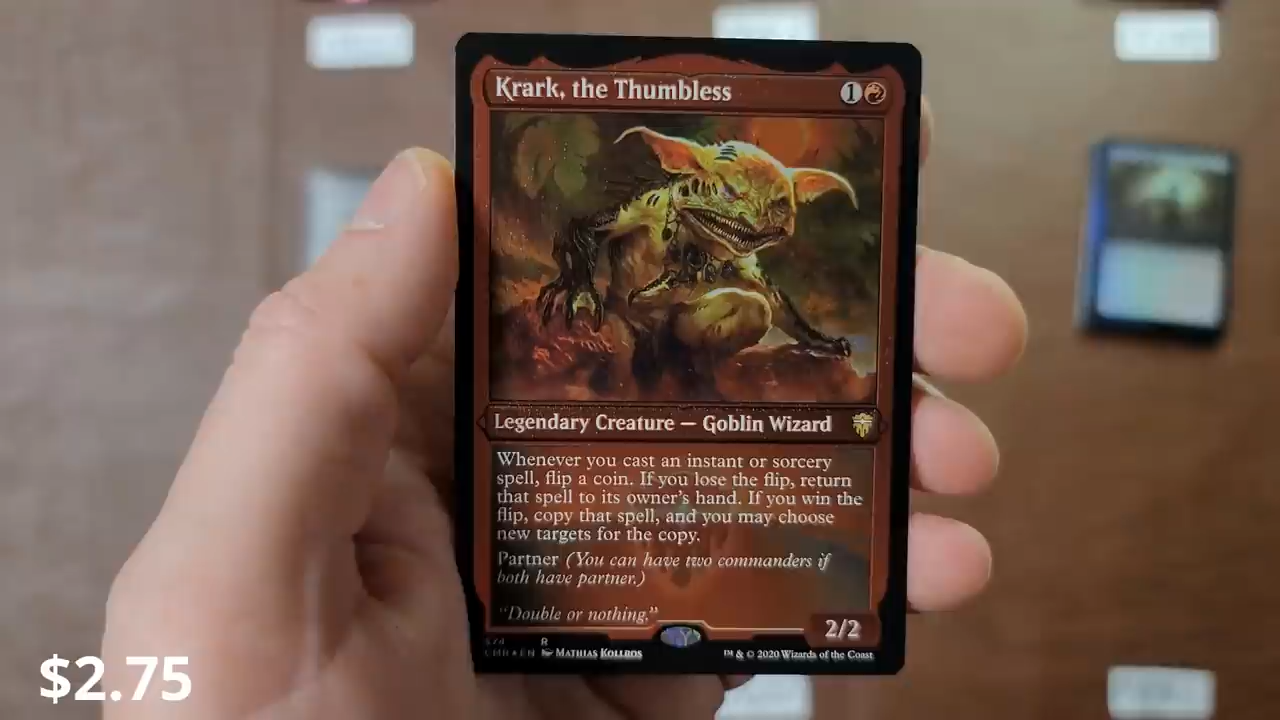 Krark, the Thumbless 1
Legendary Creature — Goblin Wizard
Whenever you cast an instant or sorcery
spell, flip a coin. If you lose the flip, return
that spell to its owner's hand. If you win the
flip, copy that spell, and you may choose
new targets for the copy.
Partner (You can have two commanders if
both have partner.)
"Double or nothing."
2/2
R
EN Mathias Kollros ™ & © 2020 Wizards of the Coast
$2.75